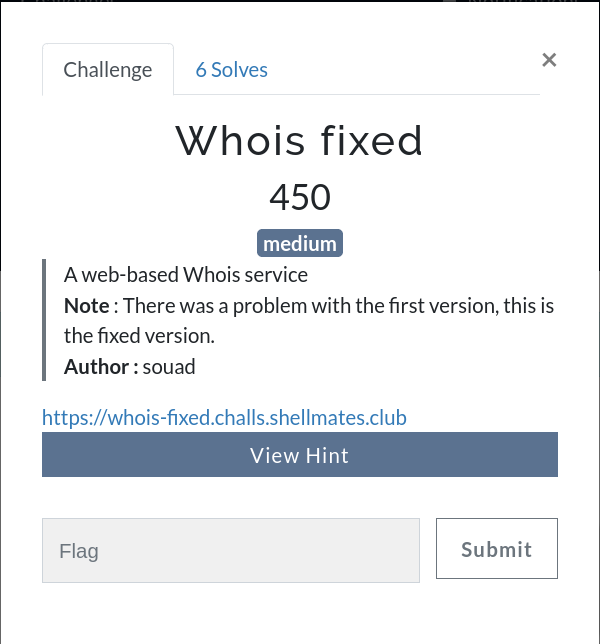 Challenge
6 Solves
×
Whois fixed
450
medium
A web-based Whois service
Note : There was a problem with the first version, this is
the fixed version.
Author : souad
https://whois-fixed.challs.shellmates.club
View Hint
Flag
Submit